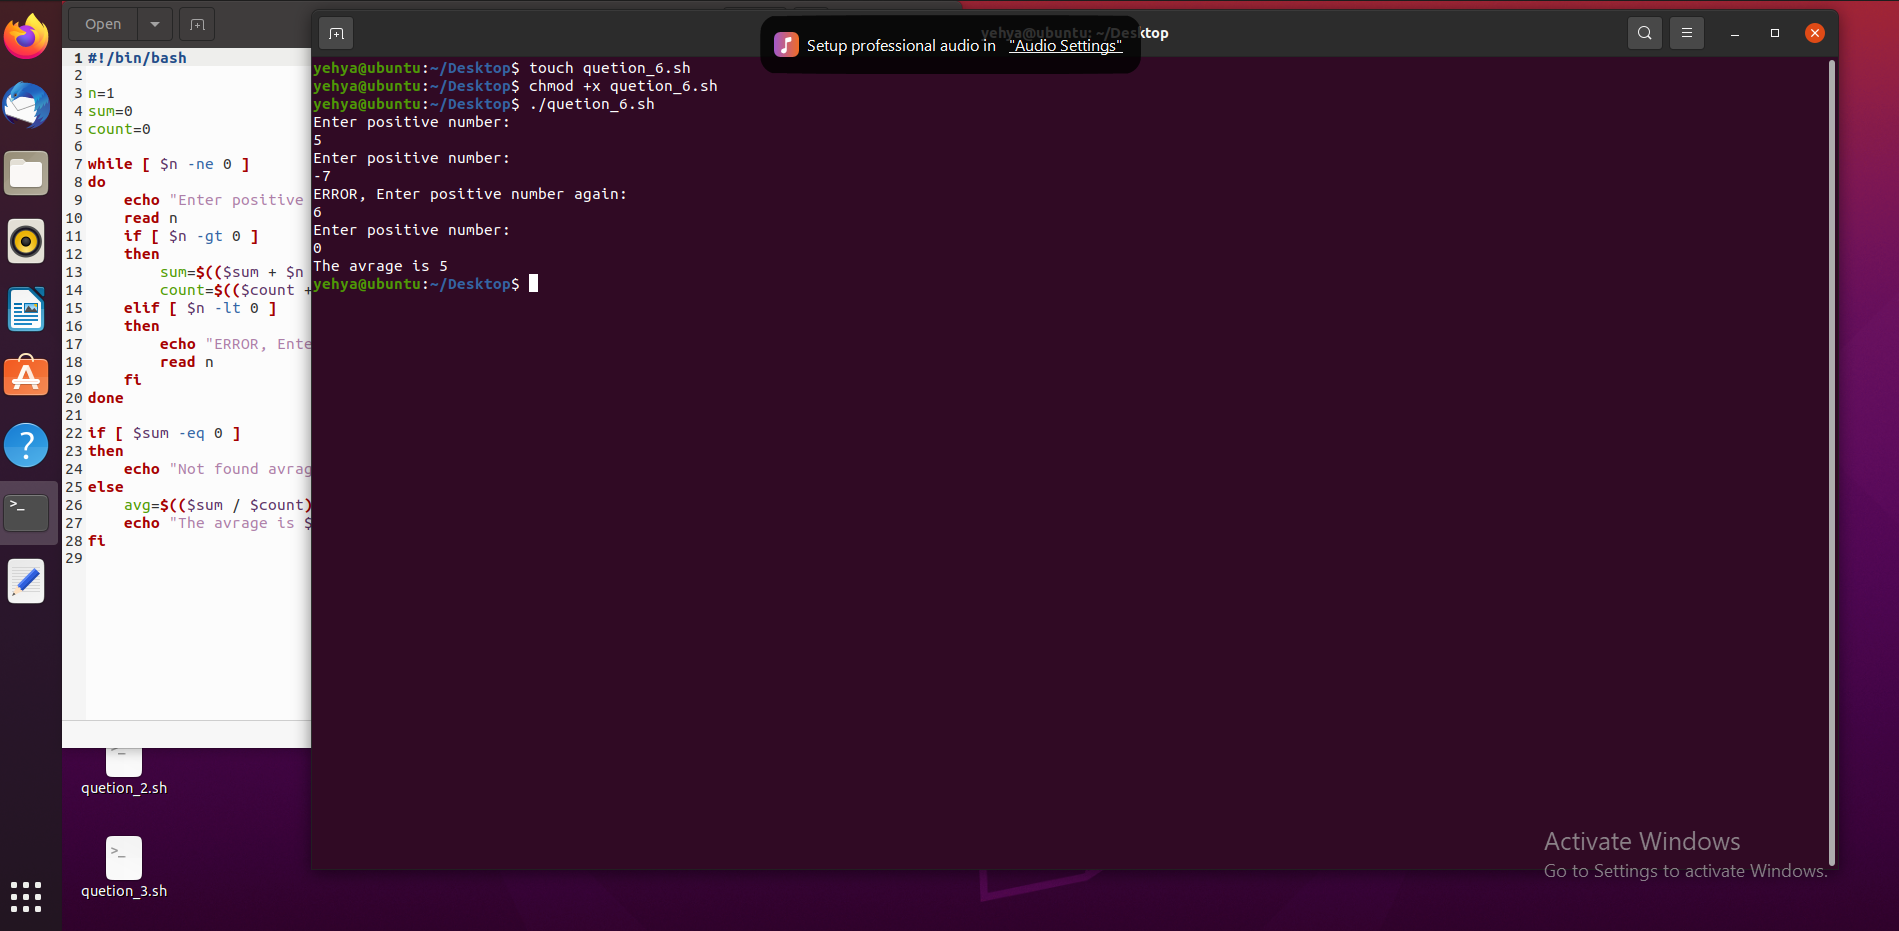 Open
yehya@ubuntu: ~/Desktop
Setup professional audio in "Audio Settings"
1 #!/bin/bash
2
3 n=1
4 sum=0
5 count=0
6
7 while [ $n -ne 0 ]
8 do
9 echo "Enter positive
10 read n
11 if [ $n -gt 0 ]
12 then
13 sum=$(($sum + $n
14 count=$(($count +
15 elif [ $n -lt 0 ]
16 then
17 echo "ERROR, Ente
18 read n
19 fi
20 done
21
22 if [ $sum -eq 0 ]
23 then
24 echo "Not found avrag
25 else
26 avg=$(($sum / $count)
27 echo "The avrage is $
28 fi
29
yehya@ubuntu:~/Desktop$ touch quetion_6.sh
yehya@ubuntu:~/Desktop$ chmod +x quetion_6.sh
yehya@ubuntu:~/Desktop$ ./quetion_6.sh
Enter positive number:
5
Enter positive number:
-7
ERROR, Enter positive number again:
6
Enter positive number:
0
The avrage is 5
yehya@ubuntu:~/Desktop$
quetion_2.sh
quetion_3.sh
Activate Windows
Go to Settings to activate Windows.